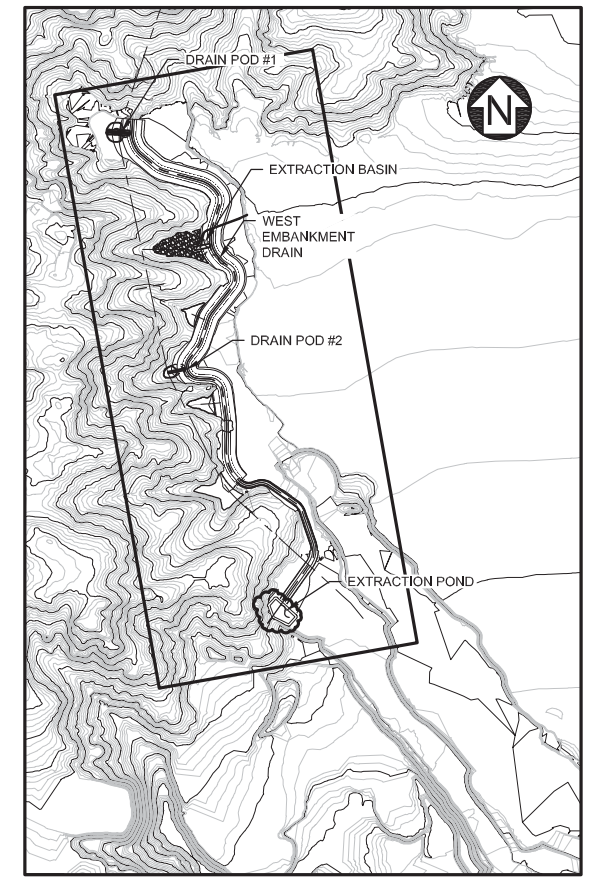 DRAIN POD #1
N
EXTRACTION BASIN
WEST
EMBANKMENT
DRAIN
DRAIN POD #2
EXTRACTION POND